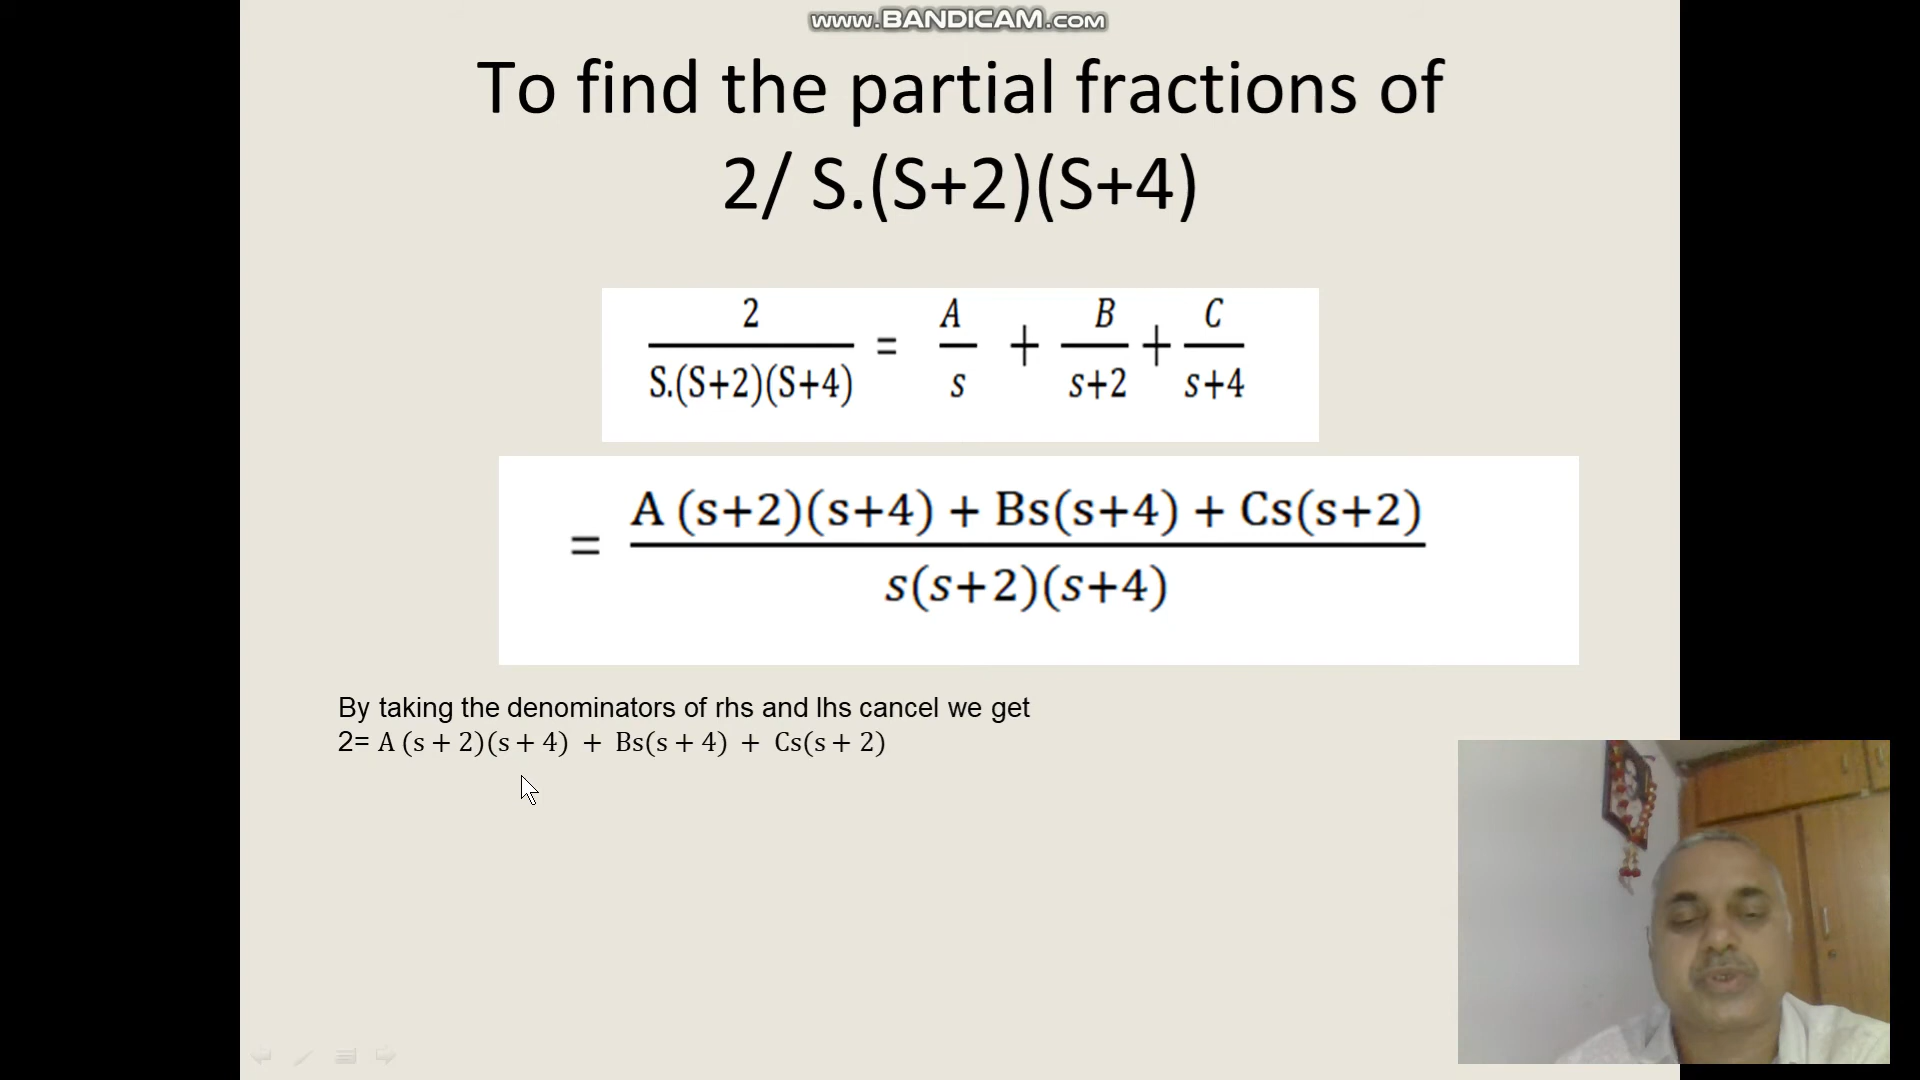 www.BANDICAM.com
To find the partial fractions of
2/ S.(S+2)(S+4)
2/S.(S+2)(S+4) = A/s + B/s+2 + C/s+4
= A (s+2)(s+4) + Bs(s+4) + Cs(s+2)/s(s+2)(s+4)
By taking the denominators of rhs and lhs cancel we get
2= A (s + 2)(s + 4) + Bs(s + 4) + Cs(s + 2)